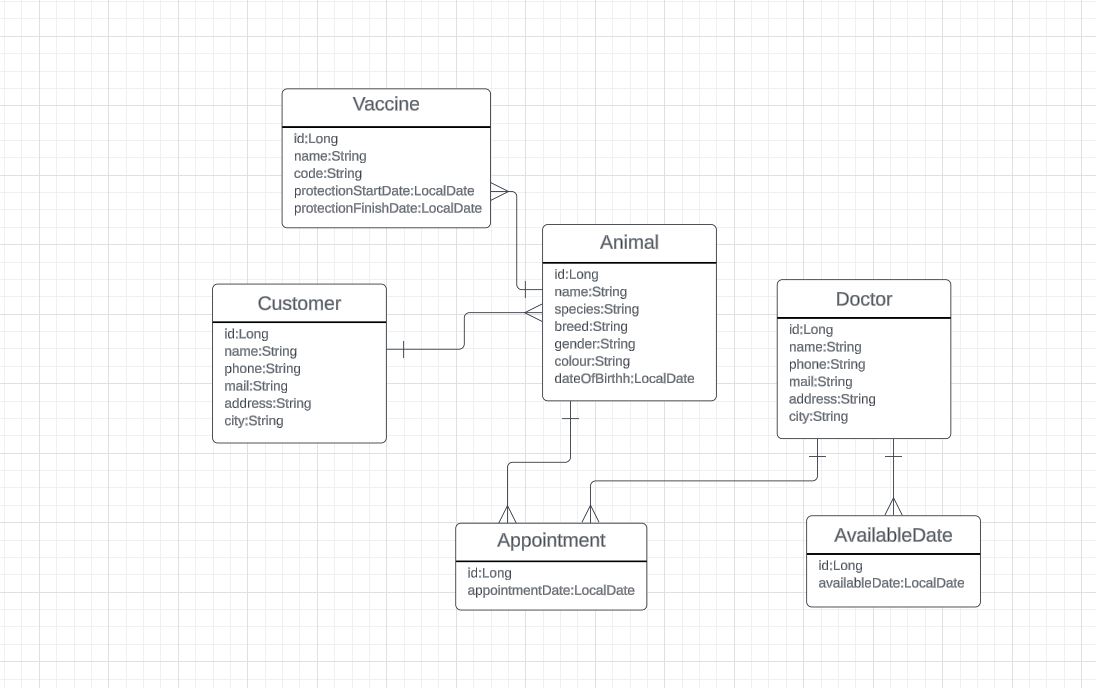 Vaccine
id:Long
name:String
code:String
protectionStartDate:LocalDate
protectionFinishDate:LocalDate
Animal
id:Long
name:String
species:String
breed:String
gender:String
colour:String
dateOfBirthh:LocalDate
Customer
id:Long
name:String
phone:String
mail:String
address:String
city:String
Doctor
id:Long
name:String
phone:String
mail:String
address:String
city:String
Appointment
id:Long
appointmentDate:LocalDate
AvailableDate
id:Long
availableDate:LocalDate